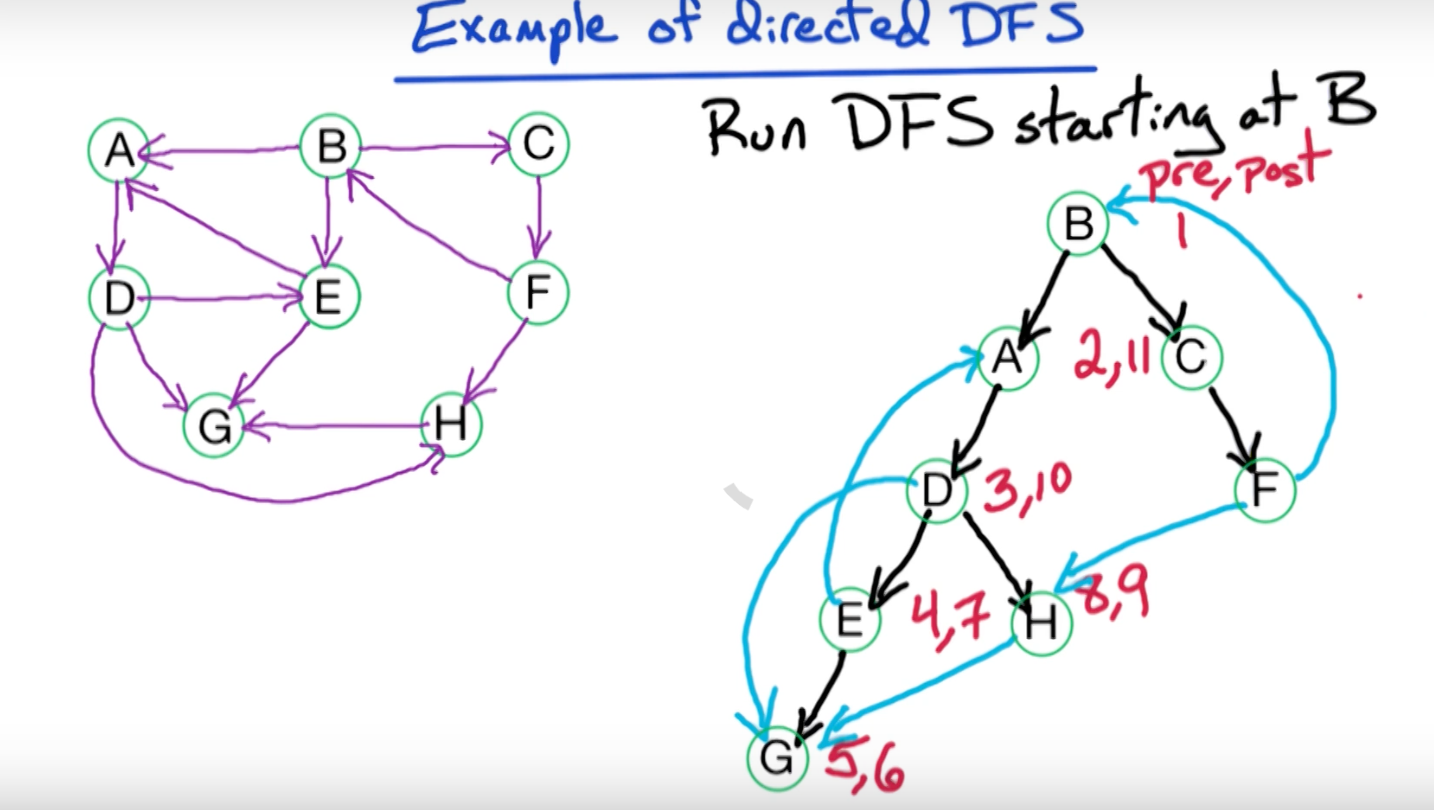 Example of directed DFS
Run DFS starting at B
pre, post
A B C
B 1
D E F
A 2,11 C
G H
D 3,10 F
E 4,7 H 8,9
G 5,6